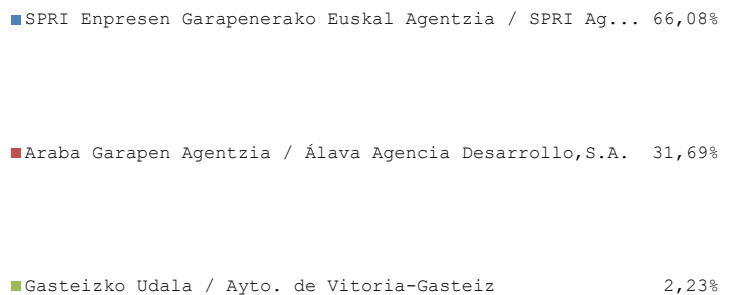 SPRI Enpresen Garapenerako Euskal Agentzia / SPRI Ag... 66,08%
Araba Garapen Agentzia / Álava Agencia Desarrollo,S.A. 31,69%
Gasteizko Udala / Ayto. de Vitoria-Gasteiz 2,23%